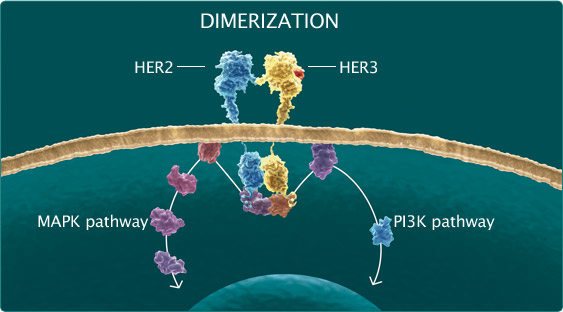 DIMERIZATION
HER2
HER3
MAPK pathway
PI3K pathway